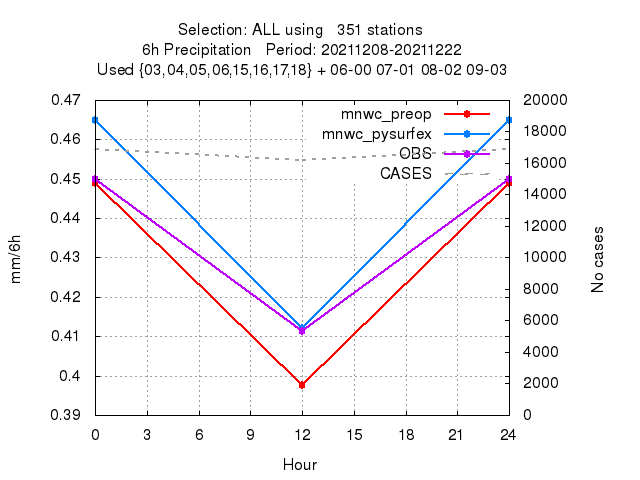 Selection: ALL using   351 stations
6h Precipitation   Period: 20211208-20211222
Used {03,04,05,06,15,16,17,18} + 06-00 07-01 08-02 09-03
0.47
0.46
0.45
0.44
0.43
0.42
0.41
0.4
0.39
mm/6h
mnwc_preop
mnwc_pysurfex
OBS
CASES
20000
18000
16000
14000
12000
10000
8000
6000
4000
2000
0
No cases
0 3 6 9 12 15 18 21 24
Hour